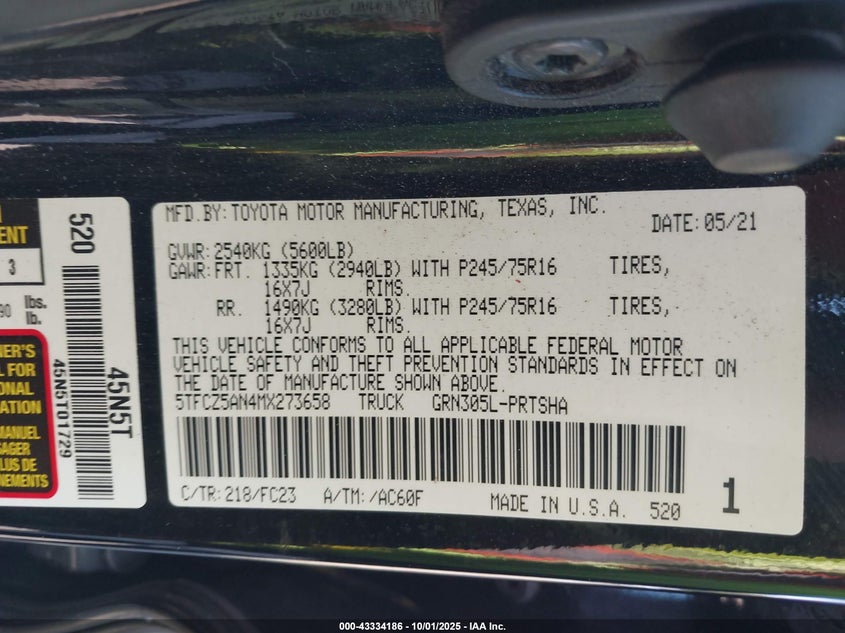 MFD.BY: TOYOTA MOTOR MANUFACTURING, TEXAS, INC.
DATE: 05/21
GVWR: 2540KG (5600LB)
GAWR: FRT. 1335KG (2940LB) WITH P245/75R16 TIRES,
16X7J RIMS.
RR. 1490KG (3280LB) WITH P245/75R16 TIRES,
16X7J RIMS.
THIS VEHICLE CONFORMS TO ALL APPLICABLE FEDERAL MOTOR
VEHICLE SAFETY AND THEFT PREVENTION STANDARDS IN EFFECT ON
THE DATE OF MANUFACTURE SHOWN ABOVE.
5TFCZ5AN4MX273658 TRUCK GRN305L-PRTSHA
C/TR: 218/FC23 A/TM: /AC60F MADE IN U.S.A. 520
1
520
45N5T
45N5T01729
3
lbs.
lb.
000-43334186 - 10/01/2025 - IAA Inc.